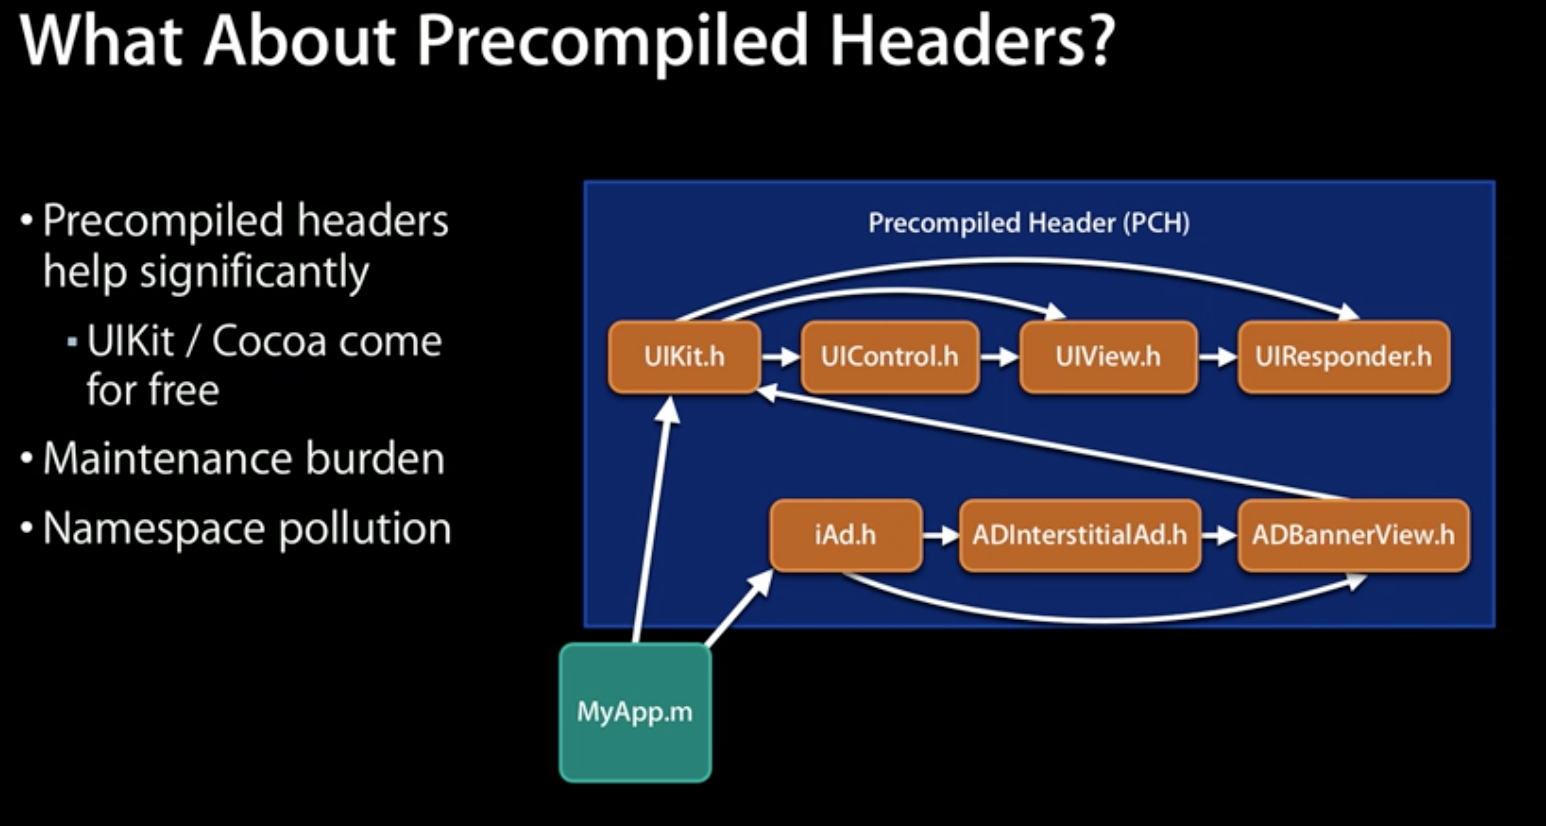 What About Precompiled Headers?
• Precompiled headers
help significantly
▪ UIKit / Cocoa come
for free
• Maintenance burden
• Namespace pollution
Precompiled Header (PCH)
UIKit.h
UIControl.h
UIView.h
UIResponder.h
iAd.h
ADInterstitialAd.h
ADBannerView.h
MyApp.m